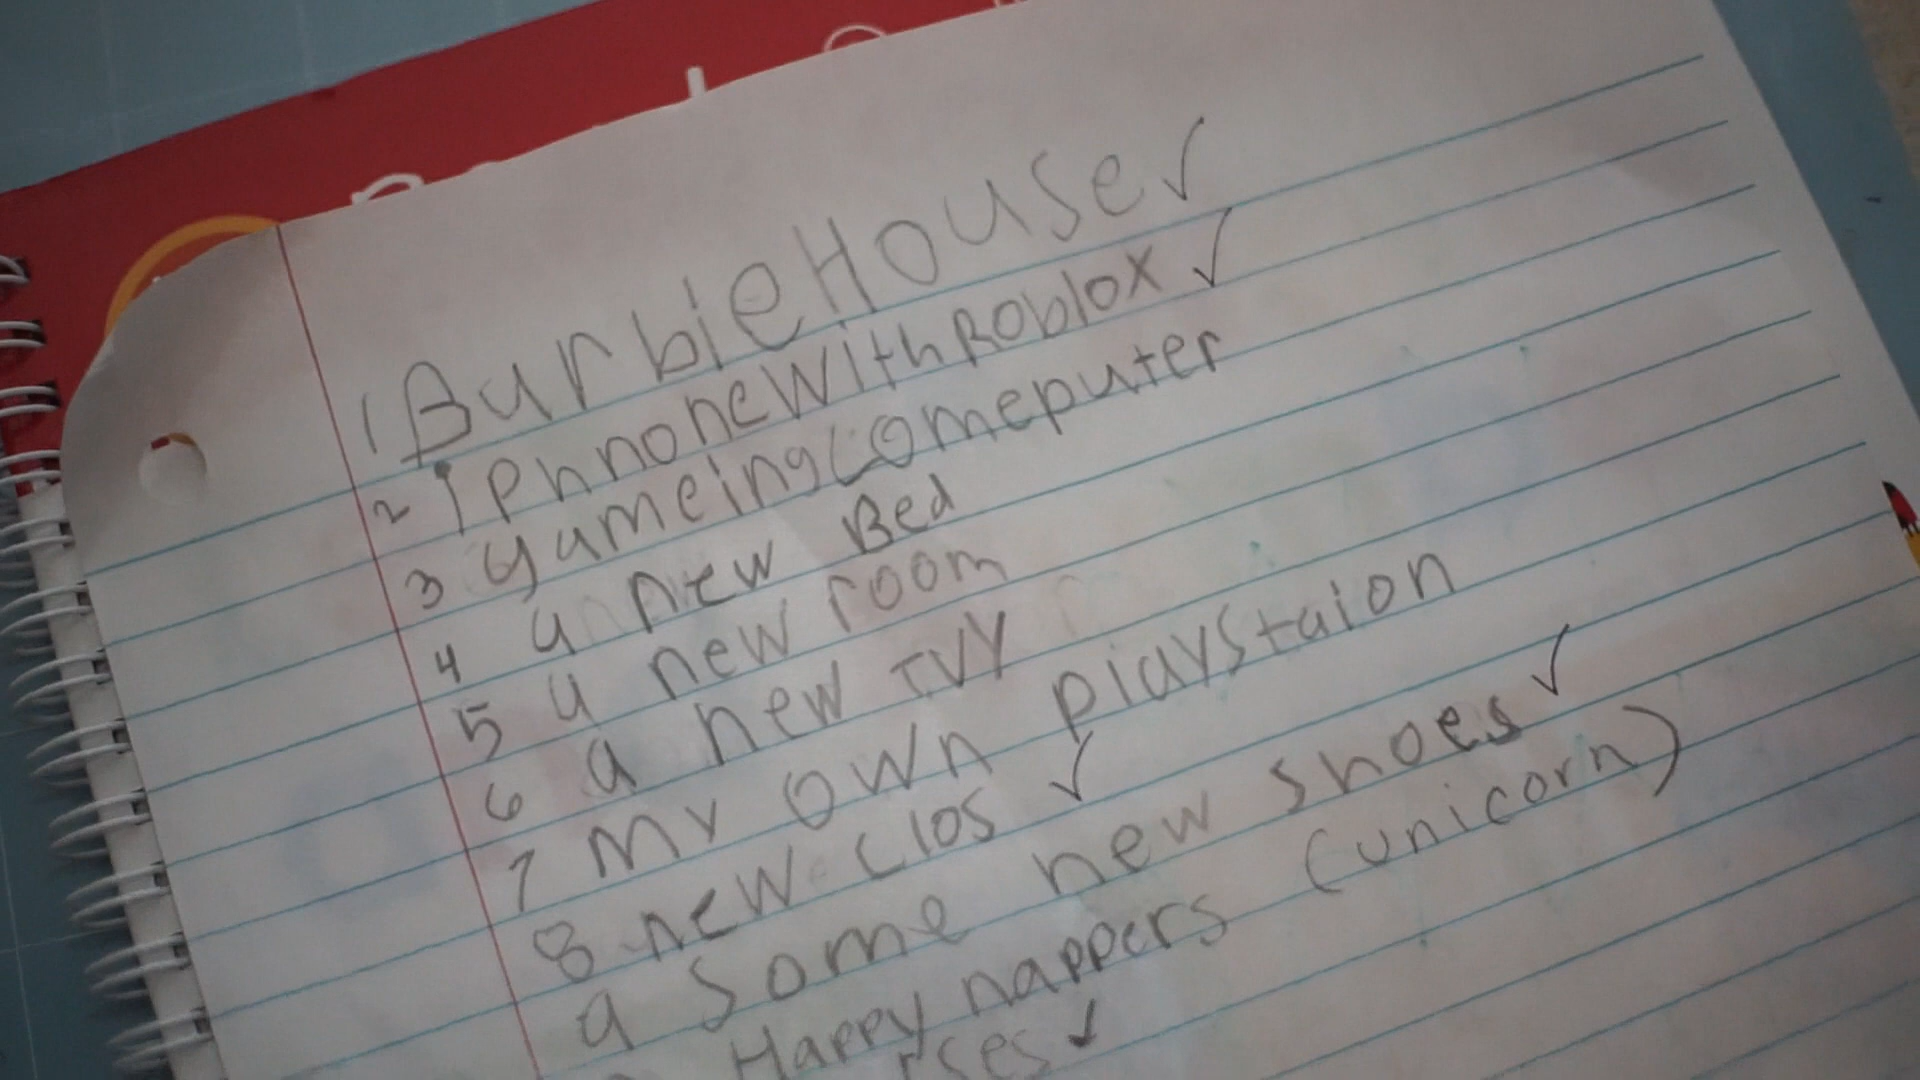 1 Burbie House ✓
2 Iphnone With Roblox ✓
3 gameing comeputer
4 a new Bed
5 a new room
6 a new TVY
7 my own playstaion
8 new clos ✓
9 some new shoes ✓
Happy nappers (unicorn)